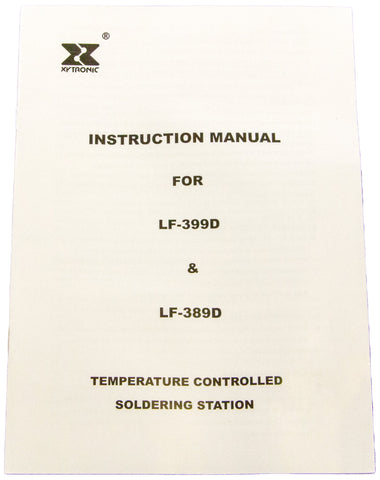 ®
XYTRONIC
INSTRUCTION MANUAL
FOR
LF-399D
&
LF-389D
TEMPERATURE CONTROLLED
SOLDERING STATION